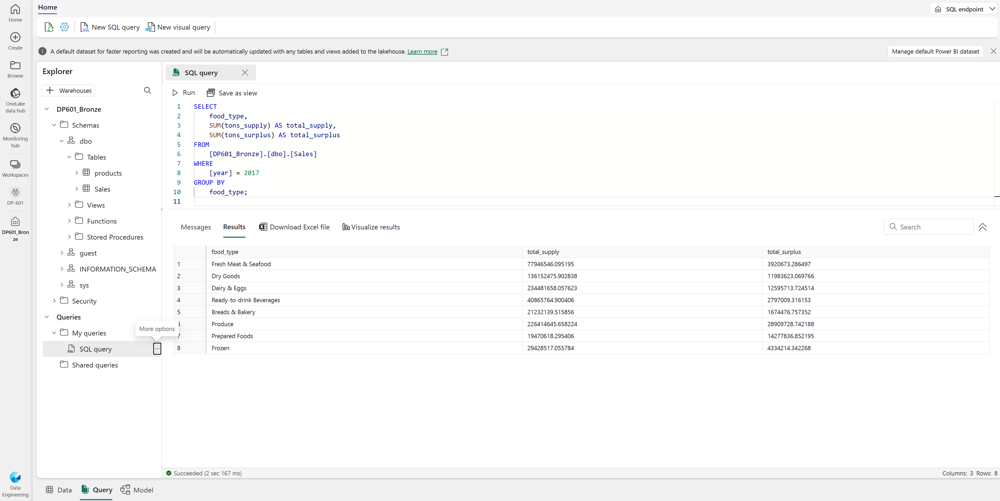 Home
SQL endpoint
Home
Create
Browse
OneLake
data hub
Monitoring
hub
Workspaces
DP-601
DP601_Bron
ze
Data
Engineering
New SQL query
New visual query
A default dataset for faster reporting was created and will be automatically updated with any tables and views added to the lakehouse. Learn more
Manage default Power BI dataset
Explorer
Warehouses
DP601_Bronze
Schemas
dbo
Tables
products
Sales
Views
Functions
Stored Procedures
guest
INFORMATION_SCHEMA
sys
Security
Queries
My queries
More options
SQL query
Shared queries
SQL query
Run
Save as view
1 SELECT
2 food_type,
3 SUM(tons_supply) AS total_supply,
4 SUM(tons_surplus) AS total_surplus
5 FROM
6 [DP601_Bronze].[dbo].[Sales]
7 WHERE
8 [year] = 2017
9 GROUP BY
10 food_type;
11
Messages Results Download Excel file Visualize results
Search
food_type total_supply total_surplus
1 Fresh Meat & Seafood 77946546.095195 3920673.286497
2 Dry Goods 136152475.902838 11983623.069766
3 Dairy & Eggs 234481658.057623 12595713.724514
4 Ready-to-drink Beverages 40865764.900406 2797009.316153
5 Breads & Bakery 21232139.515856 1674476.757352
6 Produce 226414645.658224 28909728.742188
7 Prepared Foods 19470618.295406 14277836.852195
8 Frozen 29428517.055784 4334214.342268
Succeeded (2 sec 167 ms)
Columns: 3 Rows: 8
Data Query Model